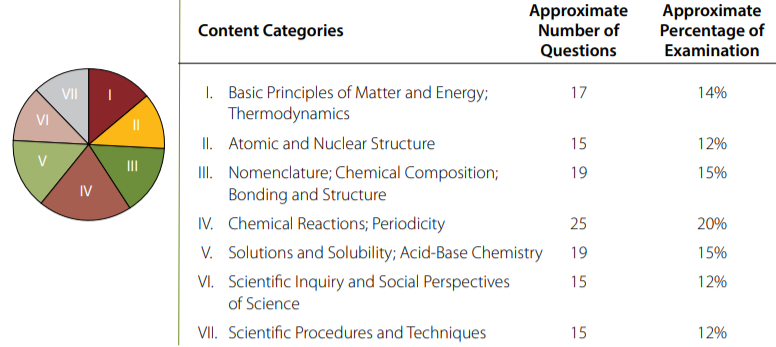 Content Categories
Approximate
Number of
Questions
Approximate
Percentage of
Examination
I. Basic Principles of Matter and Energy;
Thermodynamics
17
14%
II. Atomic and Nuclear Structure
15
12%
III. Nomenclature; Chemical Composition;
Bonding and Structure
19
15%
IV. Chemical Reactions; Periodicity
25
20%
V. Solutions and Solubility; Acid-Base Chemistry
19
15%
VI. Scientific Inquiry and Social Perspectives
of Science
15
12%
VII. Scientific Procedures and Techniques
15
12%
I
II
III
IV
V
VI
VII